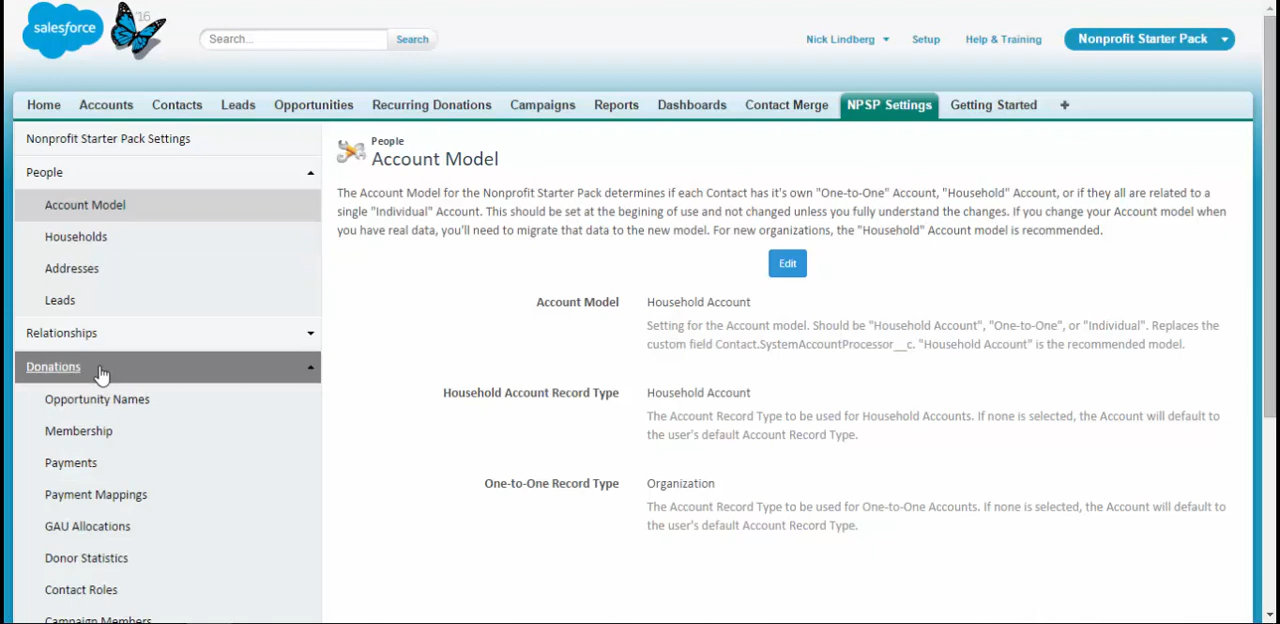 salesforce
'16
Search...
Search
Nick Lindberg
Setup
Help & Training
Nonprofit Starter Pack
Home
Accounts
Contacts
Leads
Opportunities
Recurring Donations
Campaigns
Reports
Dashboards
Contact Merge
NPSP Settings
Getting Started
Nonprofit Starter Pack Settings
People
Account Model
Households
Addresses
Leads
Relationships
Donations
Opportunity Names
Membership
Payments
Payment Mappings
GAU Allocations
Donor Statistics
Contact Roles
Campaign Members
People
Account Model
The Account Model for the Nonprofit Starter Pack determines if each Contact has it's own "One-to-One" Account, "Household" Account, or if they all are related to a
single "Individual" Account. This should be set at the begining of use and not changed unless you fully understand the changes. If you change your Account model when
you have real data, you'll need to migrate that data to the new model. For new organizations, the "Household" Account model is recommended.
Edit
Account Model
Household Account
Setting for the Account model. Should be "Household Account", "One-to-One", or "Individual". Replaces the
custom field Contact.SystemAccountProcessor__c. "Household Account" is the recommended model.
Household Account Record Type
Household Account
The Account Record Type to be used for Household Accounts. If none is selected, the Account will default to
the user's default Account Record Type.
One-to-One Record Type
Organization
The Account Record Type to be used for One-to-One Accounts. If none is selected, the Account will default to
the user's default Account Record Type.